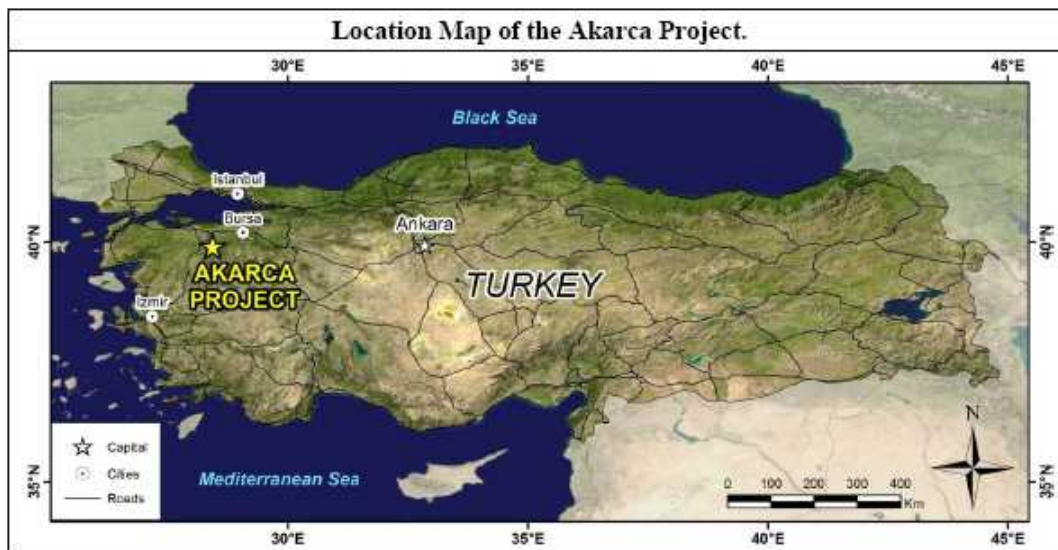 Location Map of the Akarca Project.
30°E 35°E 40°E 45°E
Black Sea
Istanbul
Bursa
Ankara
40°N 40°N
AKARCA
PROJECT
TURKEY
Izmir
N
Capital
Cities
Roads
Mediterranean Sea
35°N 35°N
0 100 200 300 400
Km
30°E 35°E 40°E 45°E